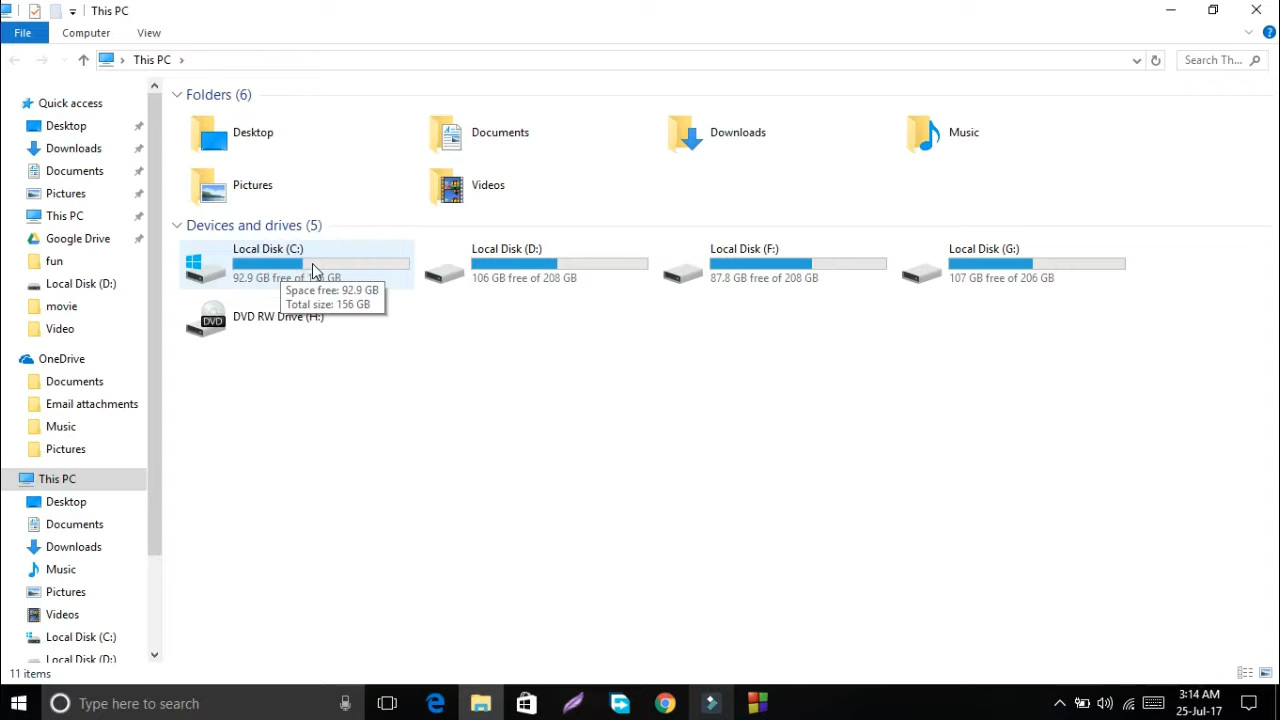 This PC
File
Computer
View
This PC
Search Th...
Quick access
Desktop
Downloads
Documents
Pictures
This PC
Google Drive
fun
Local Disk (D:)
movie
Video
OneDrive
Documents
Email attachments
Music
Pictures
This PC
Desktop
Documents
Downloads
Music
Pictures
Videos
Local Disk (C:)
Local Disk (D:)
Folders (6)
Desktop
Documents
Downloads
Music
Pictures
Videos
Devices and drives (5)
Local Disk (C:)
92.9 GB free of GB
Space free: 92.9 GB
Total size: 156 GB
Local Disk (D:)
106 GB free of 208 GB
Local Disk (F:)
87.8 GB free of 208 GB
Local Disk (G:)
107 GB free of 206 GB
DVD
DVD RW Drive (H:)
11 items
Type here to search
3:14 AM
25-Jul-17